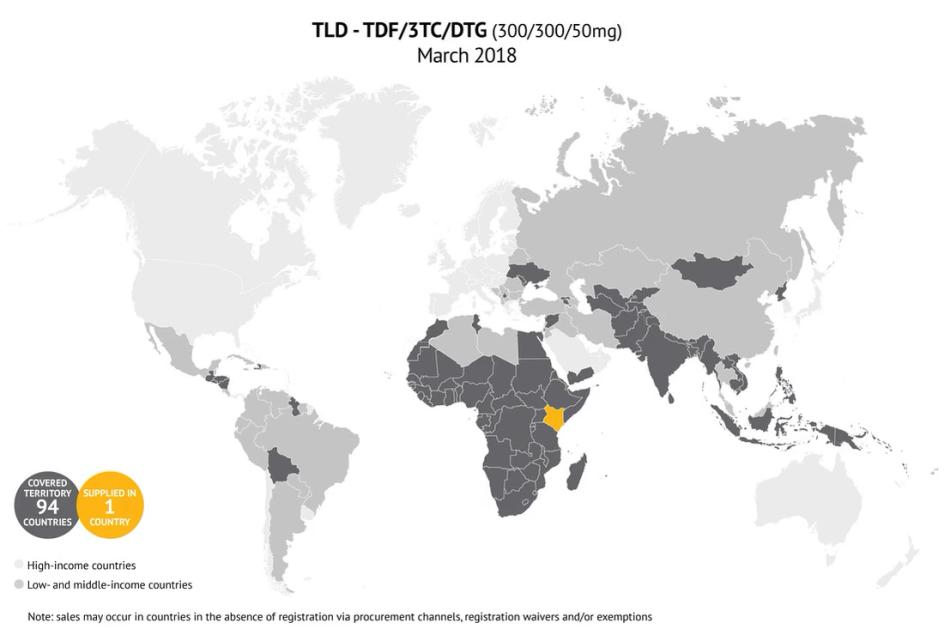 TLD - TDF/3TC/DTG (300/300/50mg)
March 2018
COVERED
TERRITORY
94
COUNTRIES
SUPPLIED IN
1
COUNTRY
High-income countries
Low- and middle-income countries
Note: sales may occur in countries in the absence of registration via procurement channels, registration waivers and/or exemptions